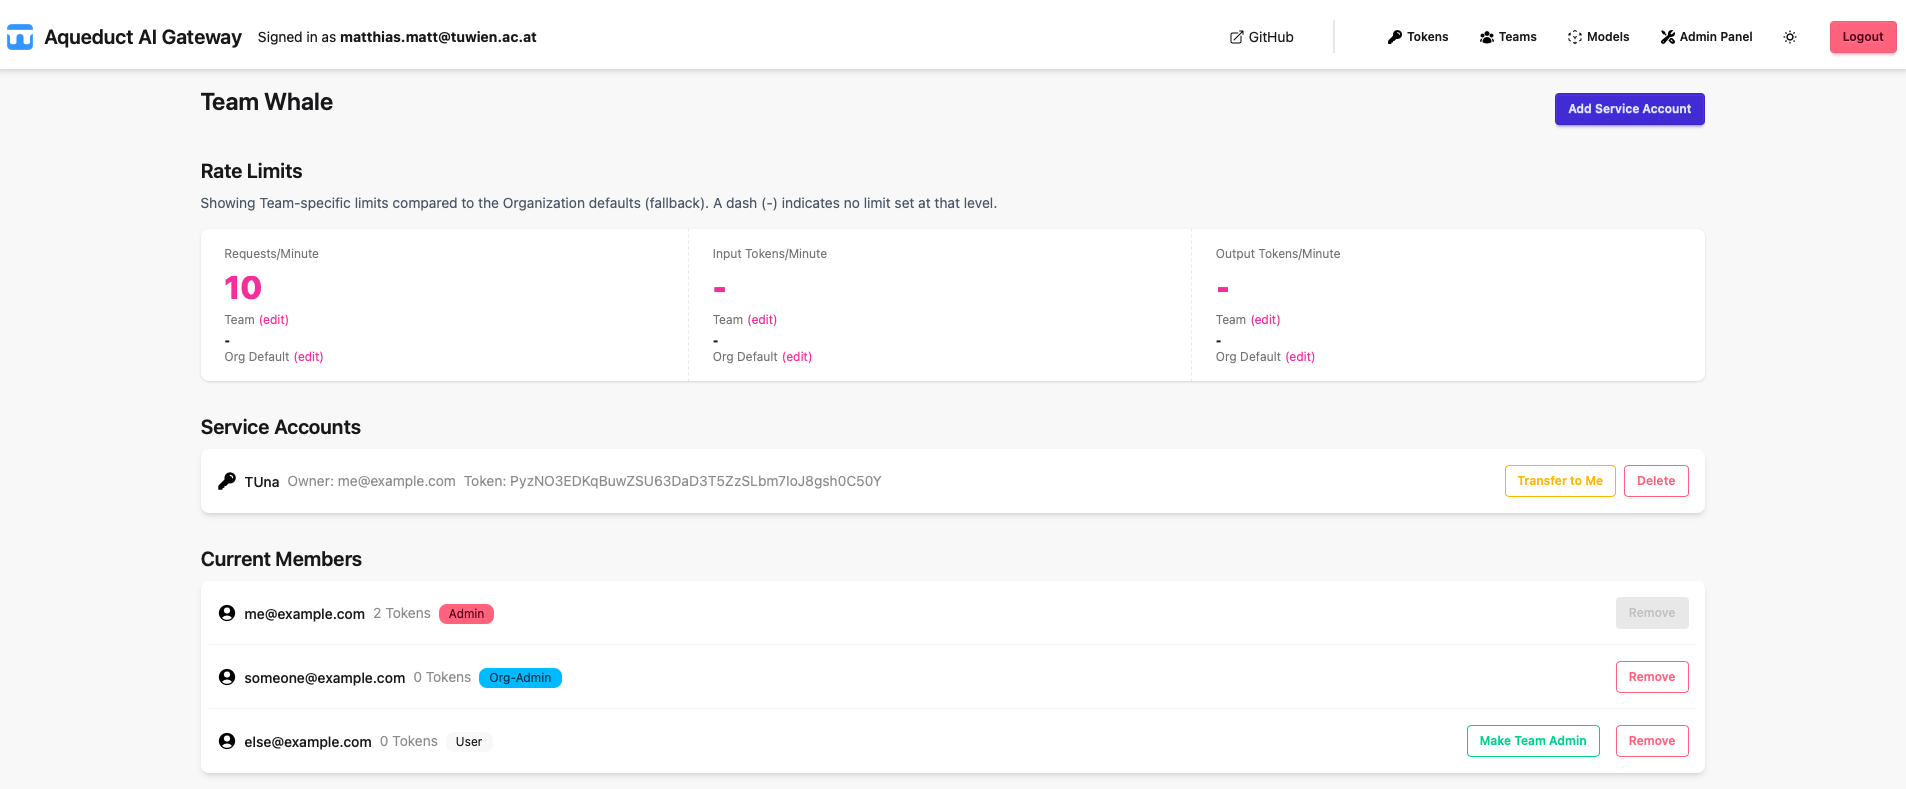 Aqueduct AI Gateway Signed in as matthias.matt@tuwien.ac.at GitHub Tokens Teams Models Admin Panel Logout
Team Whale Add Service Account
Rate Limits
Showing Team-specific limits compared to the Organization defaults (fallback). A dash (-) indicates no limit set at that level.
Requests/Minute Input Tokens/Minute Output Tokens/Minute
10 - -
Team (edit) Team (edit) Team (edit)
- - -
Org Default (edit) Org Default (edit) Org Default (edit)
Service Accounts
TUna Owner: me@example.com Token: PyzNO3EDKqBuwZSU63DaD3T5ZzSLbm7IoJ8gsh0C50Y Transfer to Me Delete
Current Members
me@example.com 2 Tokens Admin Remove
someone@example.com 0 Tokens Org-Admin Remove
else@example.com 0 Tokens User Make Team Admin Remove